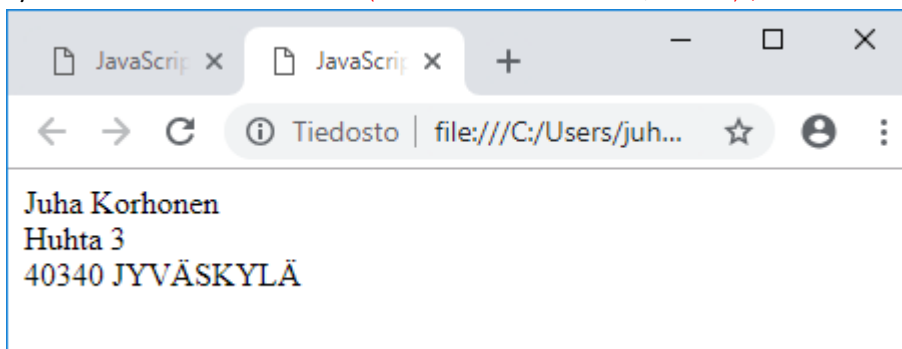 JavaScrip
JavaScrip
Tiedosto | file:///C:/Users/juh...
Juha Korhonen
Huhta 3
40340 JYVÄSKYLÄ